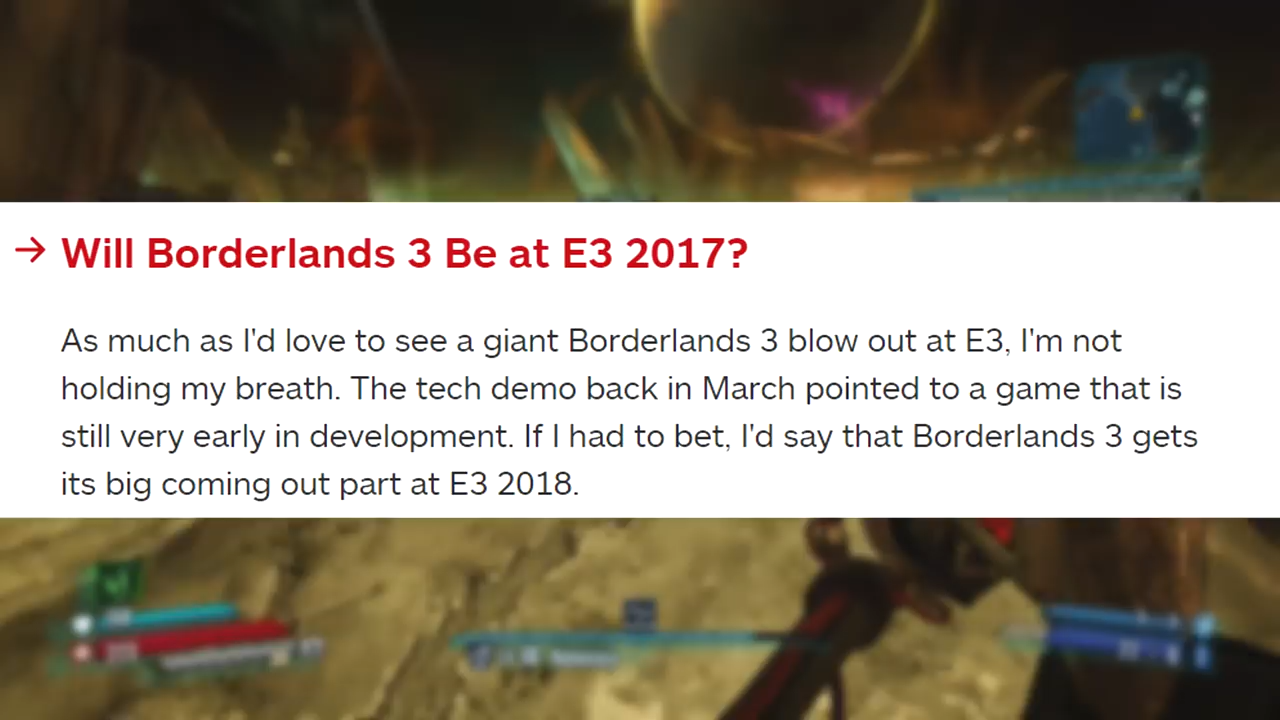 → Will Borderlands 3 Be at E3 2017?
As much as I'd love to see a giant Borderlands 3 blow out at E3, I'm not
holding my breath. The tech demo back in March pointed to a game that is
still very early in development. If I had to bet, I'd say that Borderlands 3 gets
its big coming out part at E3 2018.